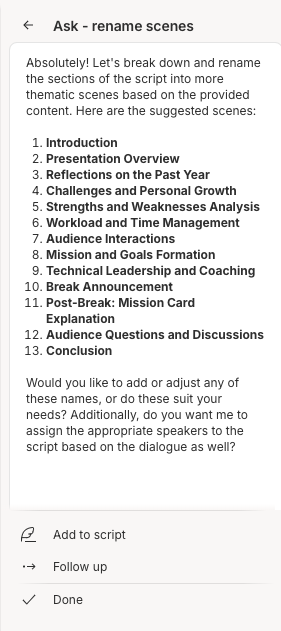 Ask - rename scenes
Absolutely! Let's break down and rename
the sections of the script into more
thematic scenes based on the provided
content. Here are the suggested scenes:
1. Introduction
2. Presentation Overview
3. Reflections on the Past Year
4. Challenges and Personal Growth
5. Strengths and Weaknesses Analysis
6. Workload and Time Management
7. Audience Interactions
8. Mission and Goals Formation
9. Technical Leadership and Coaching
10. Break Announcement
11. Post-Break: Mission Card
Explanation
12. Audience Questions and Discussions
13. Conclusion
Would you like to add or adjust any of
these names, or do these suit your
needs? Additionally, do you want me to
assign the appropriate speakers to the
script based on the dialogue as well?
Add to script
Follow up
Done